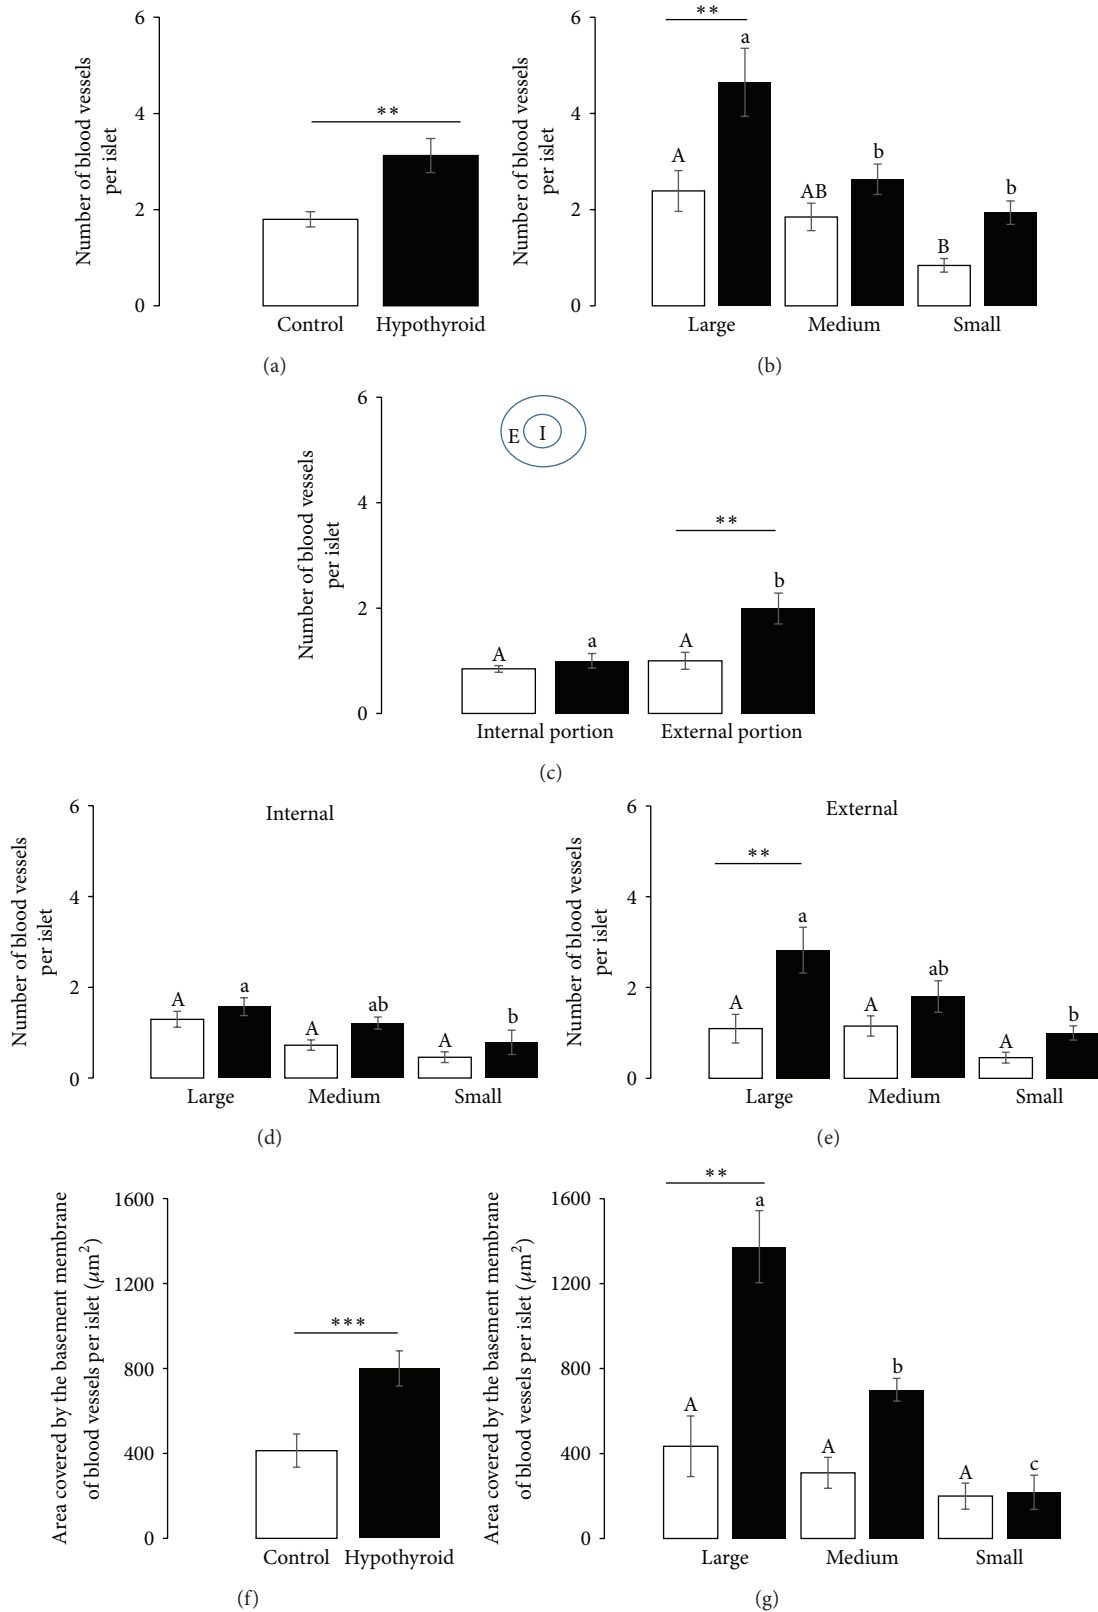 6
4
2
0
Number of blood vessels
per islet
**
Control
Hypothyroid
(a)
6
4
2
0
Number of blood vessels
per islet
**
A
a
AB
b
B
b
Large
Medium
Small
(b)
6
4
2
0
Number of blood vessels
per islet
E
I
**
A
a
A
b
Internal portion
External portion
(c)
6
4
2
0
Number of blood vessels
per islet
Internal
A
a
A
ab
A
b
Large
Medium
Small
(d)
6
4
2
0
Number of blood vessels
per islet
External
**
A
a
A
ab
A
b
Large
Medium
Small
(e)
1600
1200
800
400
0
Area covered by the basement membrane
of blood vessels per islet (μm²)
***
Control
Hypothyroid
(f)
1600
1200
800
400
0
Area covered by the basement membrane
of blood vessels per islet (μm²)
**
A
a
A
b
A
c
Large
Medium
Small
(g)